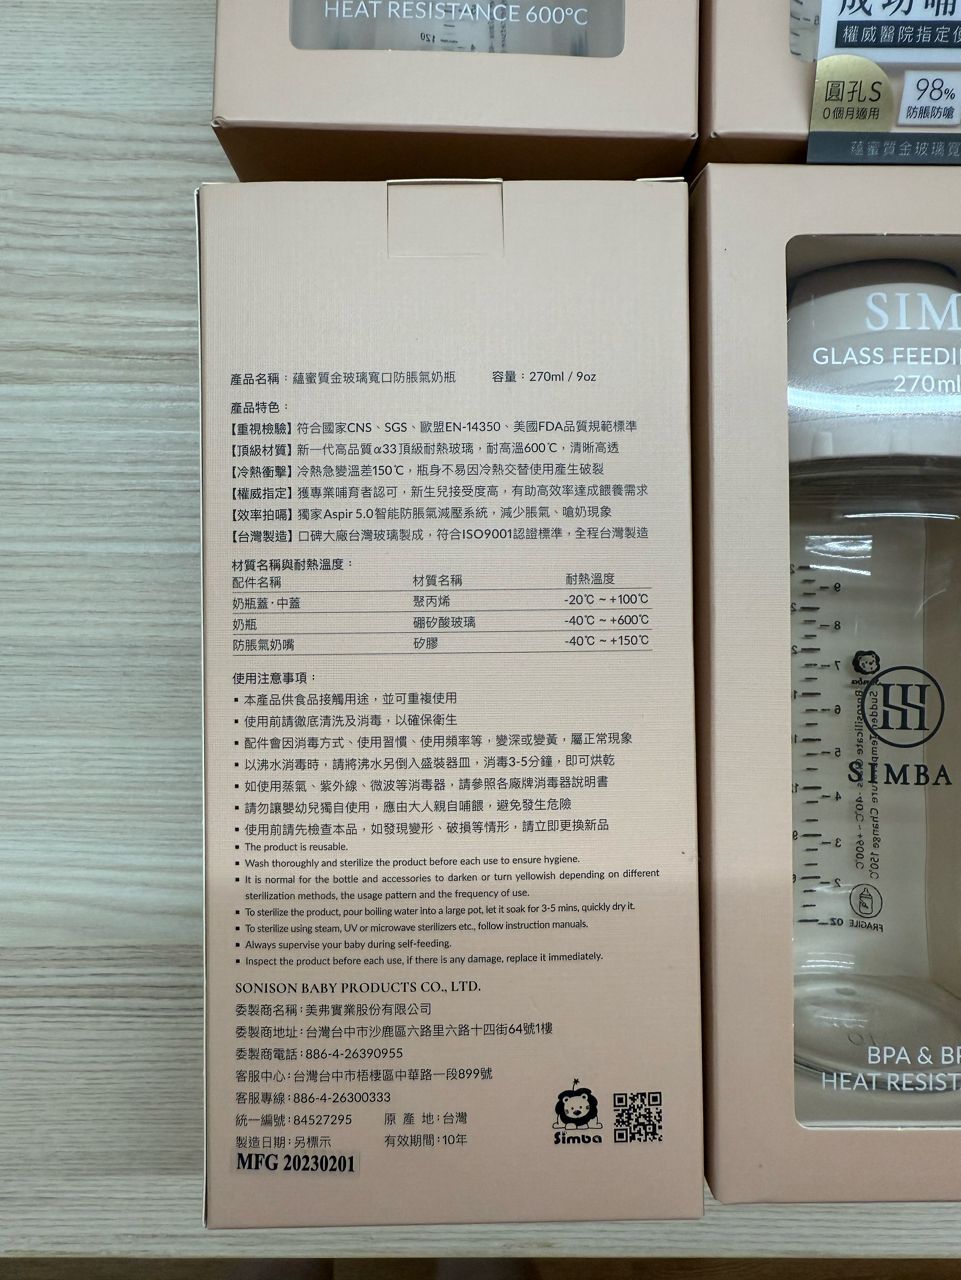 HEAT RESISTANCE 600°C
120
權威醫院指定
圓孔S
0個月適用
98%
防脹防嗆
蘊蜜質金玻璃寬
產品名稱：蘊蜜質金玻璃寬口防脹氣奶瓶 容量：270ml / 9oz
產品特色：
【重視檢驗】符合國家CNS、SGS、歐盟EN-14350、美國FDA品質規範標準
【頂級材質】新一代高品質α33頂級耐熱玻璃，耐高溫600℃，清晰高透
【冷熱衝擊】冷熱急變溫差150℃，瓶身不易因冷熱交替使用產生破裂
【權威指定】獲專業哺育者認可，新生兒接受度高，有助高效率達成餵養需求
【效率拍嗝】獨家Aspir 5.0智能防脹氣減壓系統，減少脹氣、嗆奶現象
【台灣製造】口碑大廠台灣玻璃製成，符合ISO9001認證標準，全程台灣製造
材質名稱與耐熱溫度：
配件名稱 材質名稱 耐熱溫度
奶瓶蓋·中蓋 聚丙烯 -20℃ ~ +100℃
奶瓶 硼矽酸玻璃 -40℃ ~ +600℃
防脹氣奶嘴 矽膠 -40℃ ~ +150℃
使用注意事項：
▪ 本產品供食品接觸用途，並可重複使用
▪ 使用前請徹底清洗及消毒，以確保衛生
▪ 配件會因消毒方式、使用習慣、使用頻率等，變深或變黃，屬正常現象
▪ 以沸水消毒時，請將沸水另倒入盛裝器皿，消毒3-5分鐘，即可烘乾
▪ 如使用蒸氣、紫外線、微波等消毒器，請參照各廠牌消毒器說明書
▪ 請勿讓嬰幼兒獨自使用，應由大人親自哺餵，避免發生危險
▪ 使用前請先檢查本品，如發現變形、破損等情形，請立即更換新品
▪ The product is reusable.
▪ Wash thoroughly and sterilize the product before each use to ensure hygiene.
▪ It is normal for the bottle and accessories to darken or turn yellowish depending on different
sterilization methods, the usage pattern and the frequency of use.
▪ To sterilize the product, pour boiling water into a large pot, let it soak for 3-5 mins, quickly dry it.
▪ To sterilize using steam, UV or microwave sterilizers etc., follow instruction manuals.
▪ Always supervise your baby during self-feeding.
▪ Inspect the product before each use, if there is any damage, replace it immediately.
SONISON BABY PRODUCTS CO., LTD.
委製商名稱：美弗實業股份有限公司
委製商地址：台灣台中市沙鹿區六路里六路十四街64號1樓
委製商電話：886-4-26390955
客服中心：台灣台中市梧棲區中華路一段899號
客服專線：886-4-26300333
統一編號：84527295 原 產 地：台灣
製造日期：另標示 有效期間：10年
MFG 20230201
Simba
SIM
GLASS FEEDI
270ml
9
8
7
6
5
4
3
2
OZ
SIMBA
FRAGILE
BPA & BP
HEAT RESIST